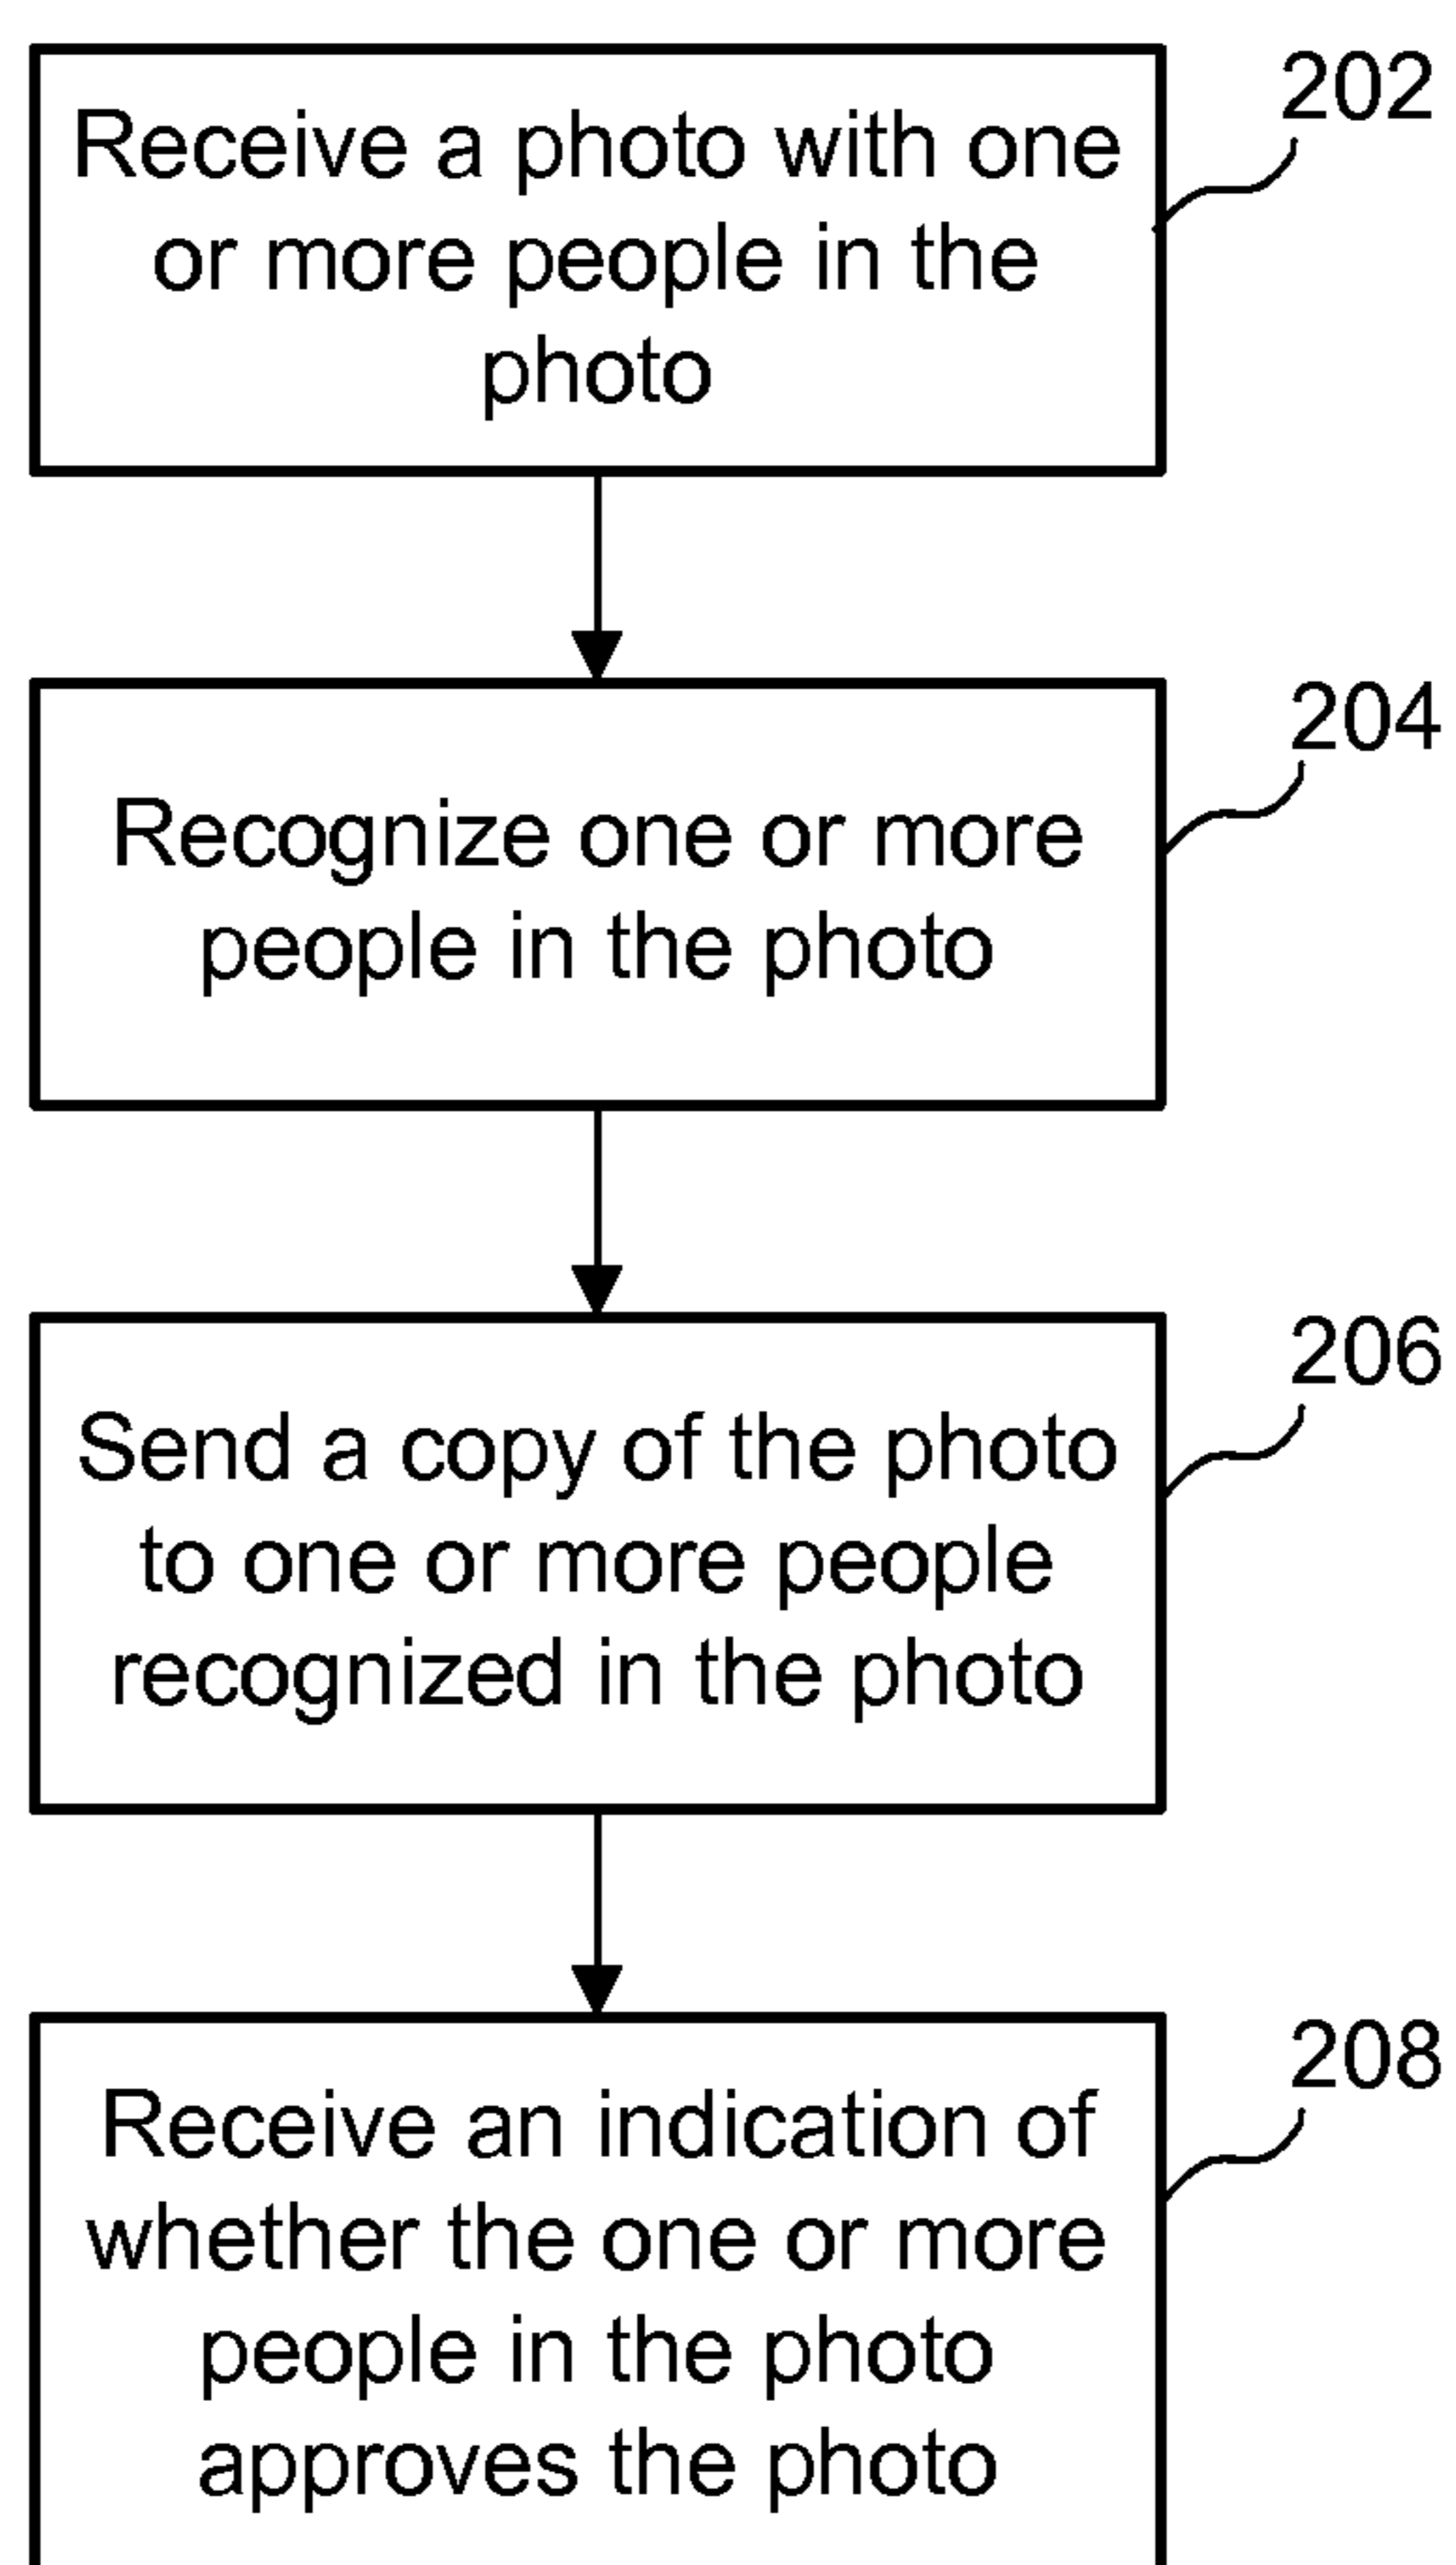 Receive a photo with one
or more people in the
photo
202
Recognize one or more
people in the photo
204
Send a copy of the photo
to one or more people
recognized in the photo
206
Receive an indication of
whether the one or more
people in the photo
approves the photo
208